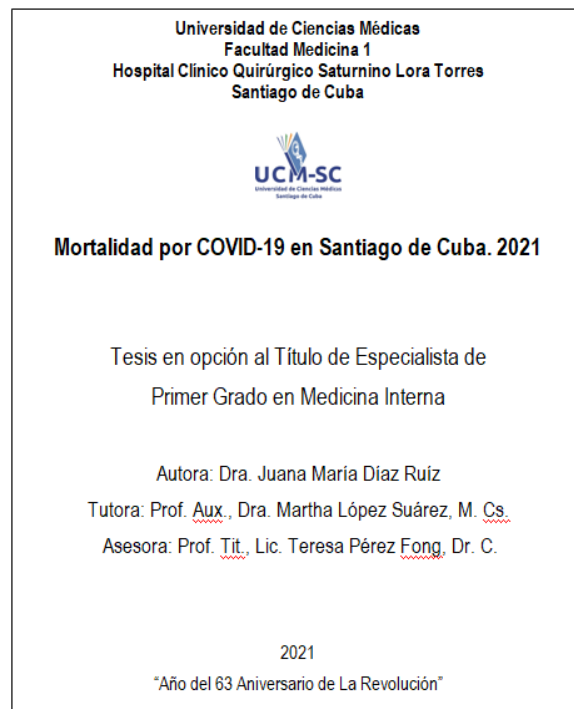 Universidad de Ciencias Médicas
Facultad Medicina 1
Hospital Clínico Quirúrgico Saturnino Lora Torres
Santiago de Cuba
UCM-SC
Universidad de Ciencias Médicas
Santiago de Cuba
Mortalidad por COVID-19 en Santiago de Cuba. 2021
Tesis en opción al Título de Especialista de
Primer Grado en Medicina Interna
Autora: Dra. Juana María Díaz Ruíz
Tutora: Prof. Aux., Dra. Martha López Suárez, M. Cs.
Asesora: Prof. Tit., Lic. Teresa Pérez Fong, Dr. C.
2021
“Año del 63 Aniversario de La Revolución”